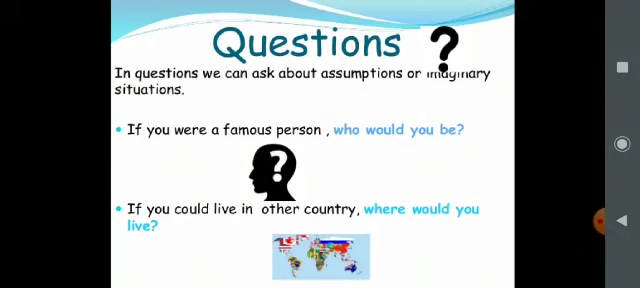 Questions ?
In questions we can ask about assumptions or imaginary
situations.
If you were a famous person , who would you be?
If you could live in other country, where would you
live?